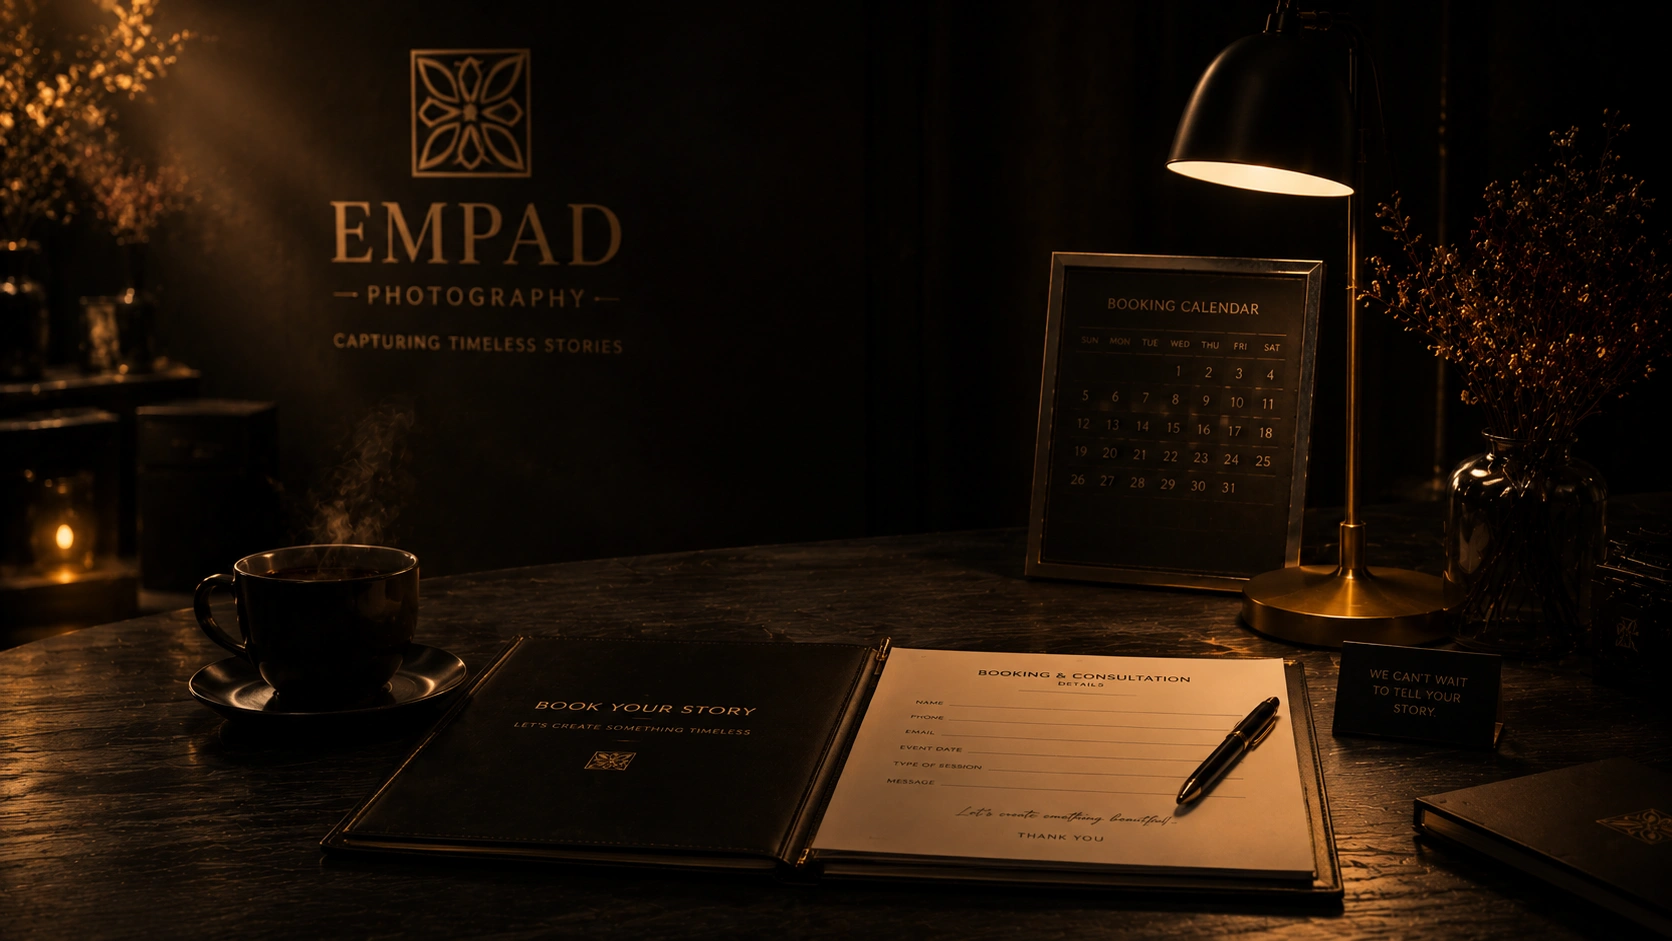 EMPAD
PHOTOGRAPHY
CAPTURING TIMELESS STORIES
BOOKING CALENDAR
SUN MON TUE WED THU FRI SAT
1 2 3 4
5 6 7 8 9 10 11
12 13 14 15 16 17 18
19 20 21 22 23 24 25
26 27 28 29 30 31
BOOK YOUR STORY
LET'S CREATE SOMETHING TIMELESS
BOOKING & CONSULTATION
DETAILS
NAME
PHONE
EMAIL
EVENT DATE
TYPE OF SESSION
MESSAGE
Let's create emething beautiful!
THANK YOU
WE CAN'T WAIT
TO TELL YOUR
STORY.